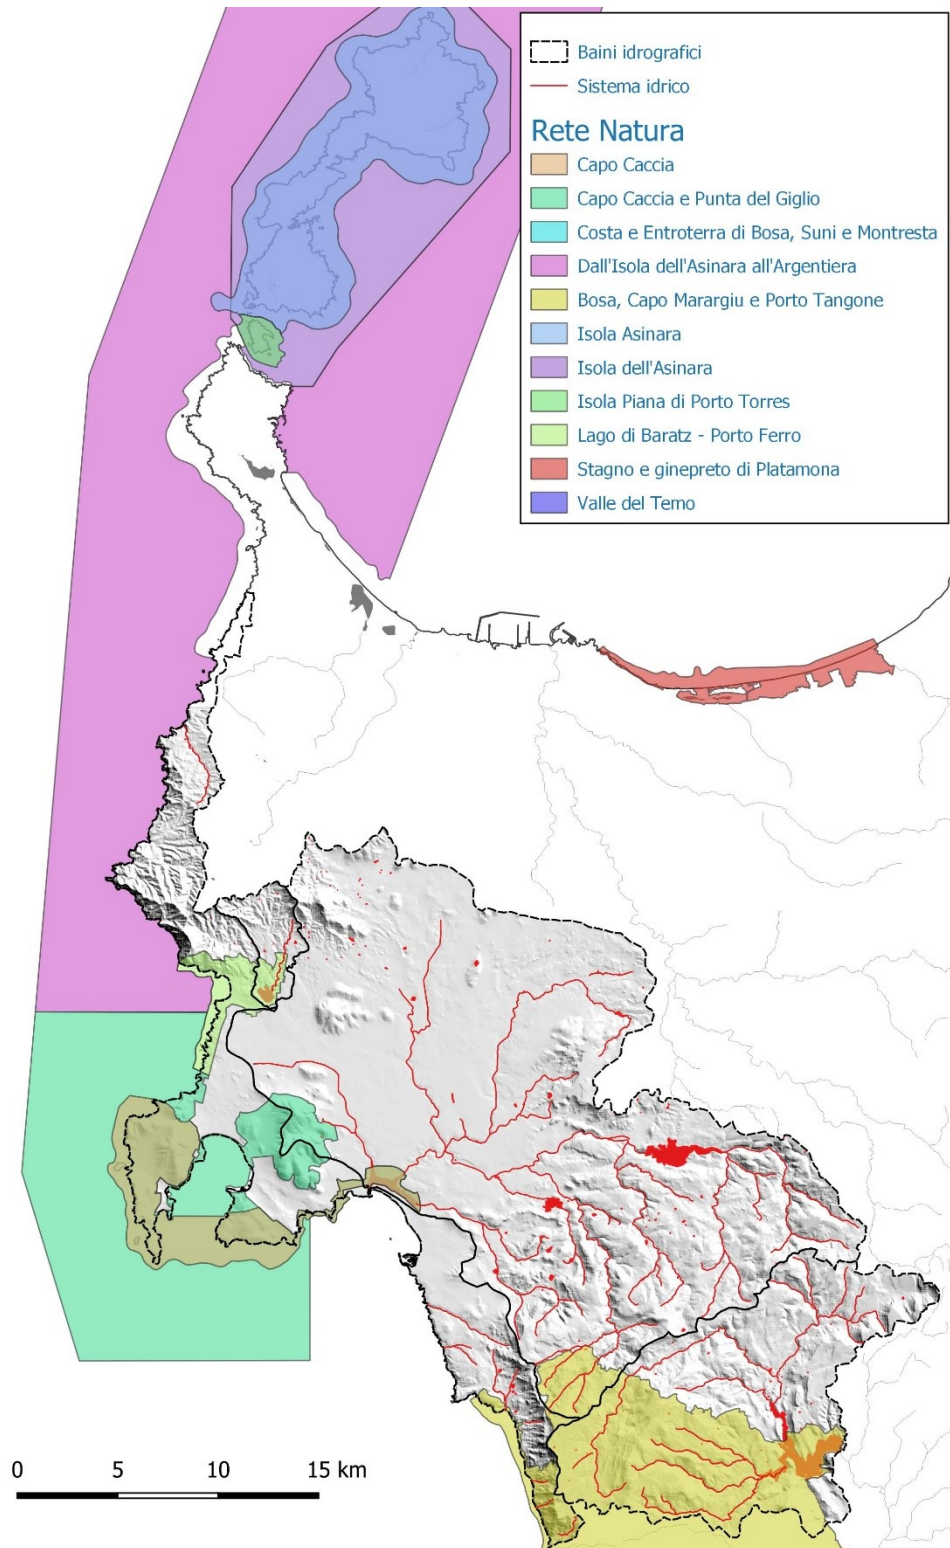 Baini idrografici
Sistema idrico
Rete Natura
Capo Caccia
Capo Caccia e Punta del Giglio
Costa e Entroterra di Bosa, Suni e Montresta
Dall'Isola dell'Asinara all'Argentiera
Bosa, Capo Marargiu e Porto Tangone
Isola Asinara
Isola dell'Asinara
Isola Piana di Porto Torres
Lago di Baratz - Porto Ferro
Stagno e ginepreto di Platamona
Valle del Temo
0 5 10 15 km